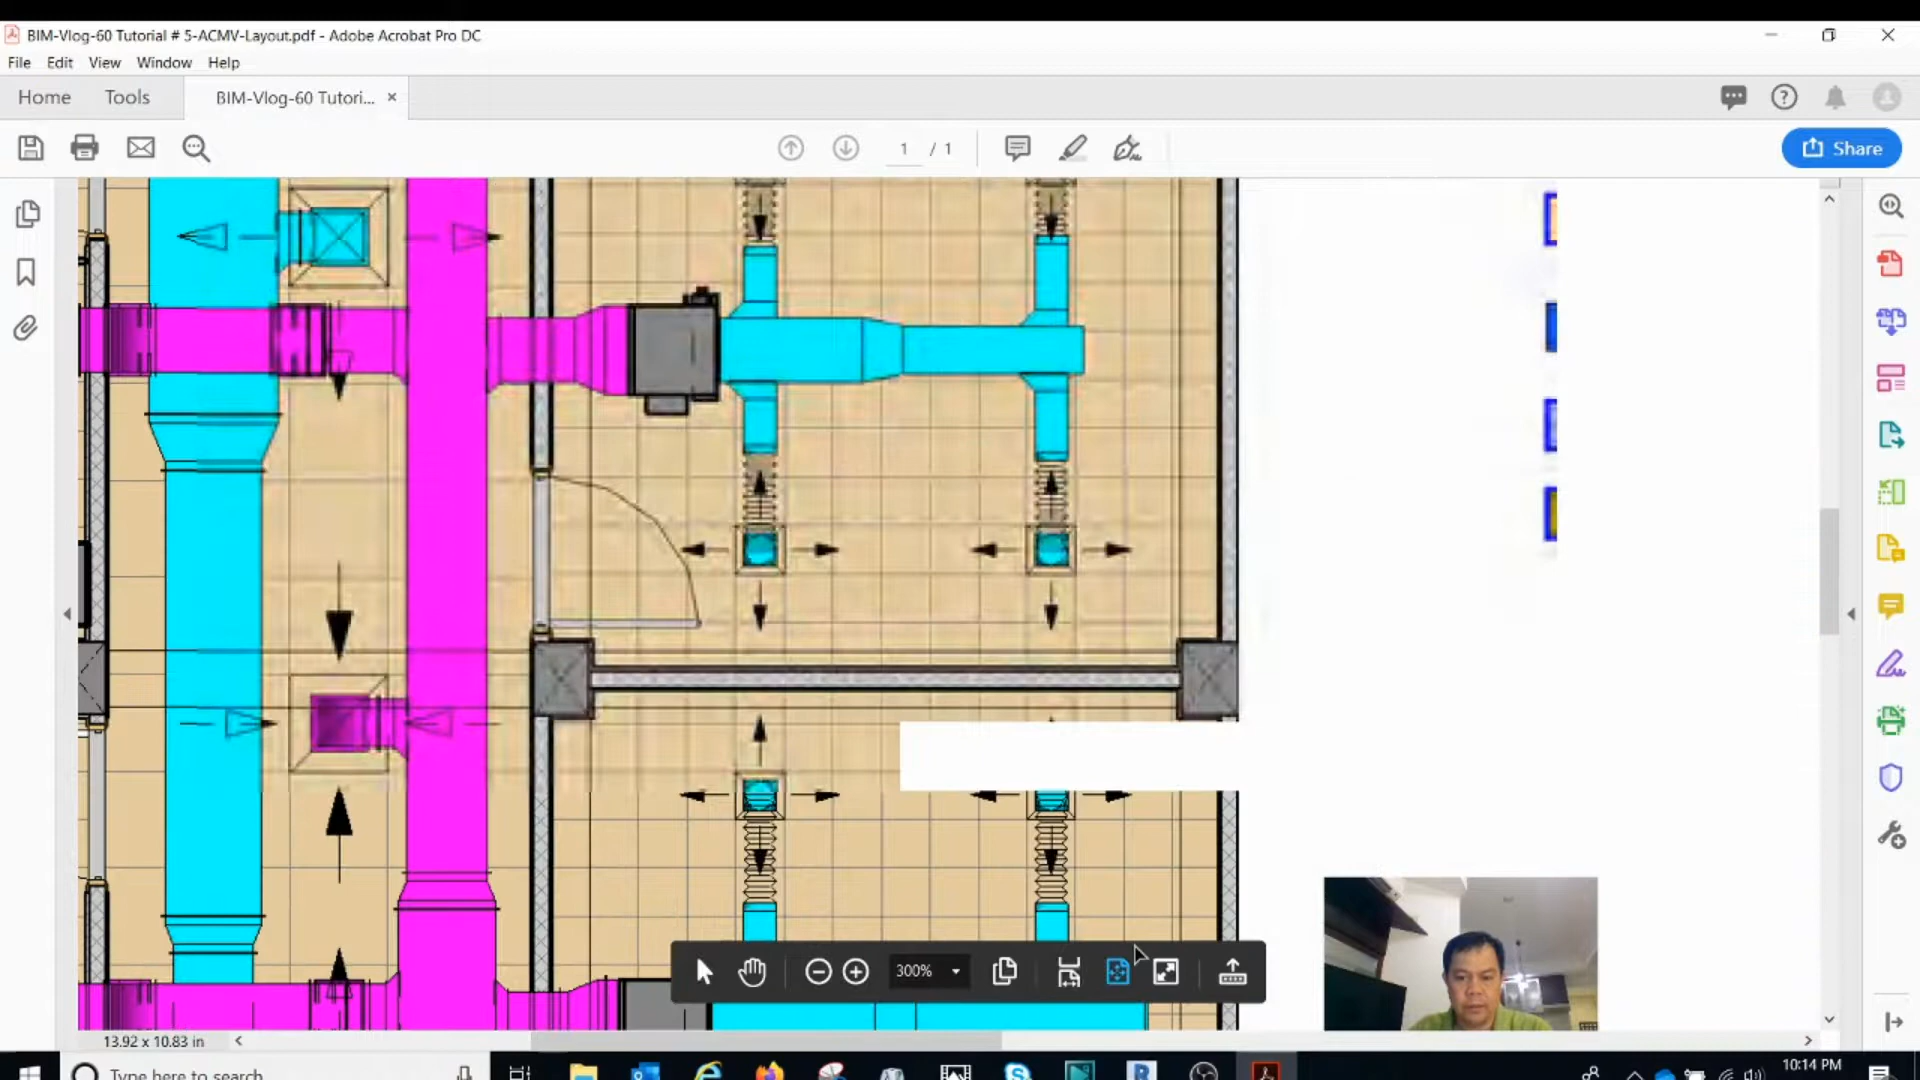 BIM-Vlog-60 Tutorial # 5-ACMV-Layout.pdf - Adobe Acrobat Pro DC
File Edit View Window Help
Home Tools BIM-Vlog-60 Tutori... ×
1 / 1
Share
300%
13.92 x 10.83 in
Type here to search
10:14 PM